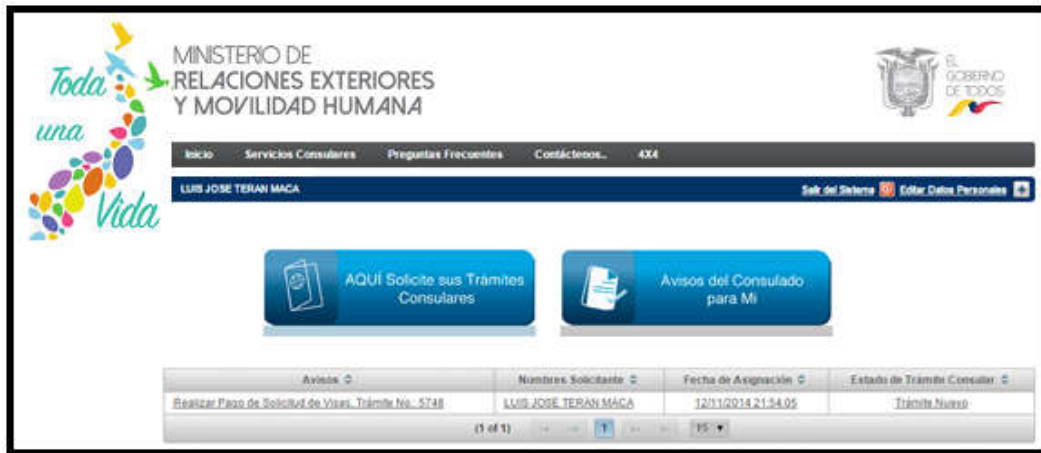 Toda
una
Vida
MINISTERIO DE
RELACIONES EXTERIORES
Y MOVILIDAD HUMANA
EL
GOBIERNO
DE TODOS
Inicio Servicios Consulares Preguntas Frecuentes Contáctenos.. 4X4
LUIS JOSE TERAN MACA Salir del Sistema Editar Datos Personales
AQUÍ Solicite sus Trámites
Consulares
Avisos del Consulado
para Mi
Avisos Nombres Solicitante Fecha de Asignación Estado de Trámite Consular
Realizar Pago de Solicitud de Visas, Trámite No.: 5748 LUIS JOSE TERAN MACA 12/11/2014 21:54:05 Trámite Nuevo
(1 of 1) 1 15